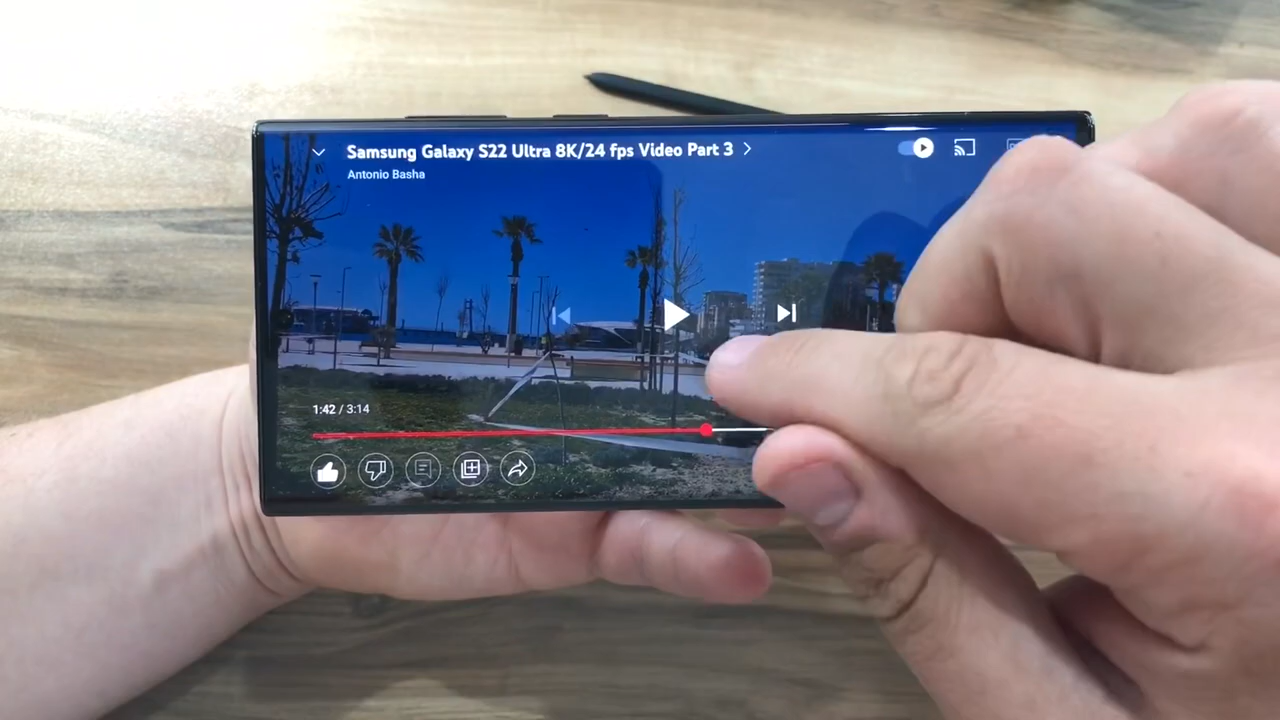 Samsung Galaxy S22 Ultra 8K/24 fps Video Part 3
Antonio Basha
1:42 / 3:14